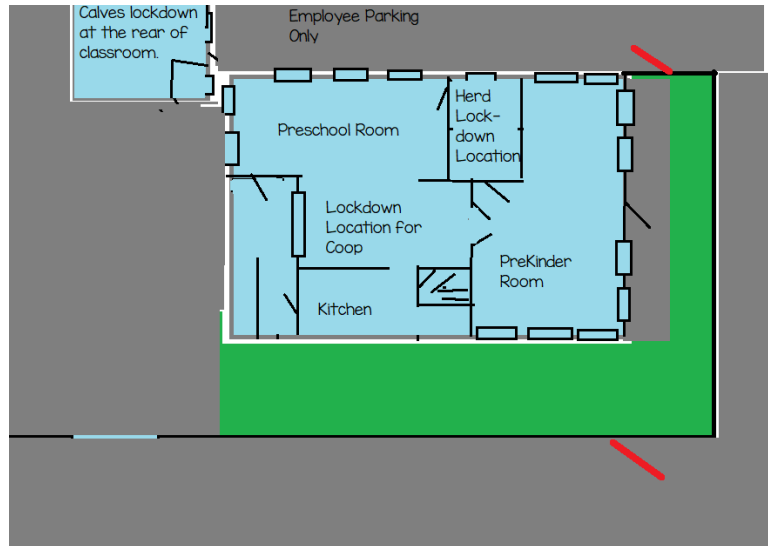 Calves lockdown
at the rear of
classroom.
Employee Parking
Only
Preschool Room
Herd
Lock-
down
Location
Lockdown
Location for
Coop
PreKinder
Room
Kitchen